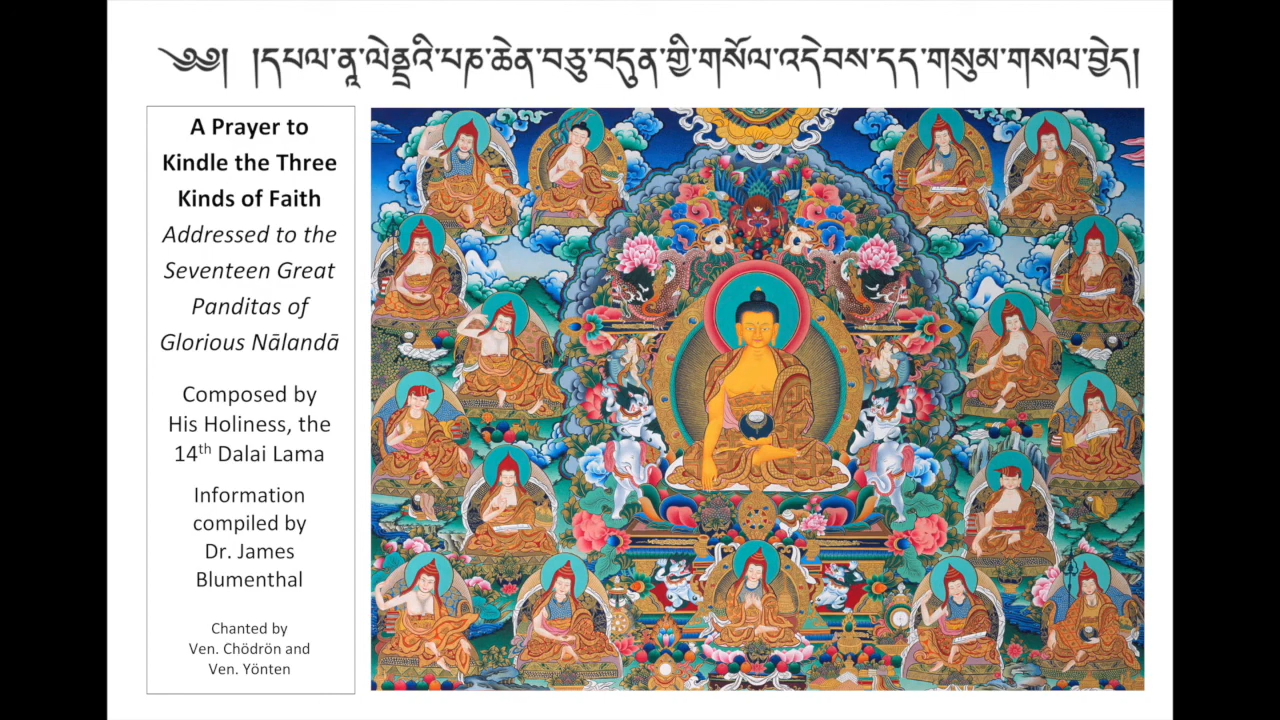 ༄༅། །དཔལ་ནཱ་ལེནྡྲའི་པཎ་ཆེན་བཅུ་བདུན་གྱི་གསོལ་འདེབས་དད་གསུམ་གསལ་བྱེད།
A Prayer to
Kindle the Three
Kinds of Faith
Addressed to the
Seventeen Great
Panditas of
Glorious Nālandā
Composed by
His Holiness, the
14th Dalai Lama
Information
compiled by
Dr. James
Blumenthal
Chanted by
Ven. Chödrön and
Ven. Yönten